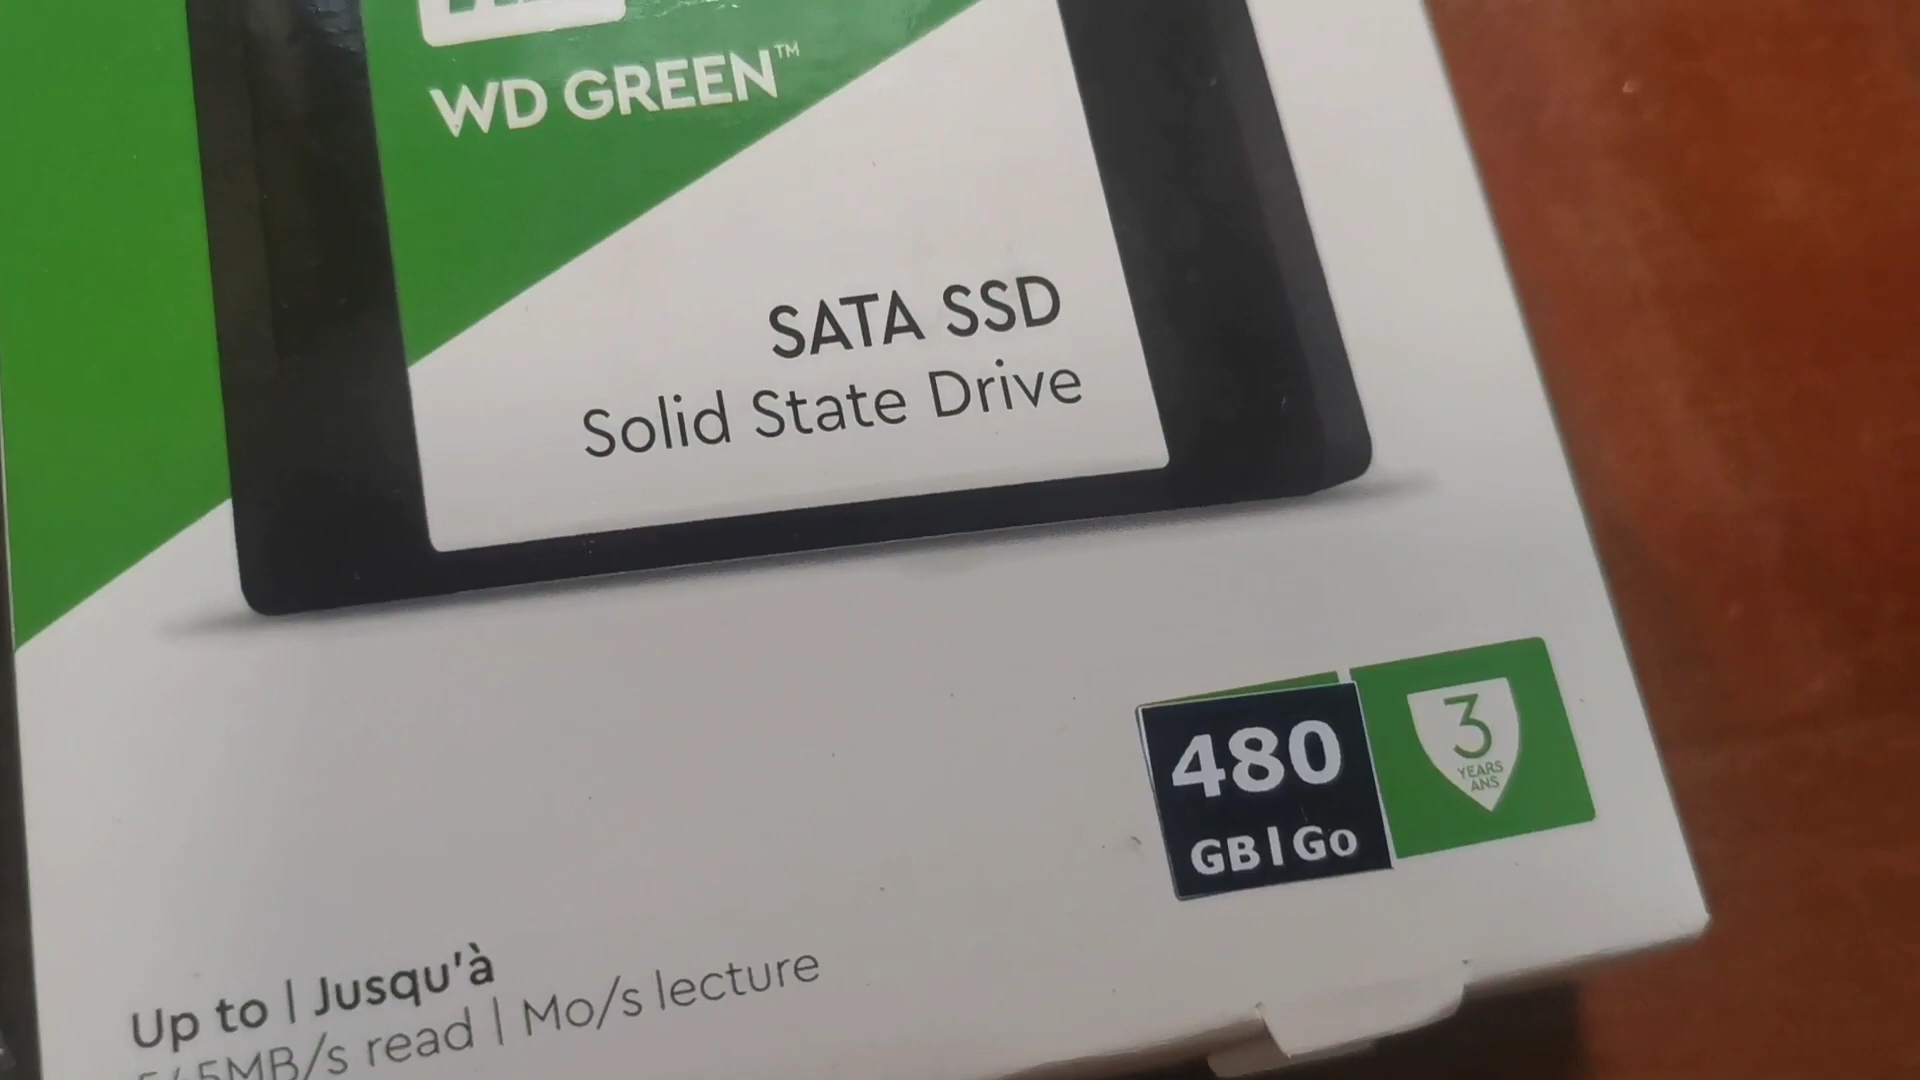 WD GREEN™
SATA SSD
Solid State Drive
480
GB | Go
3
YEARS
ANS
Up to | Jusqu'à
545MB/s read | Mo/s lecture